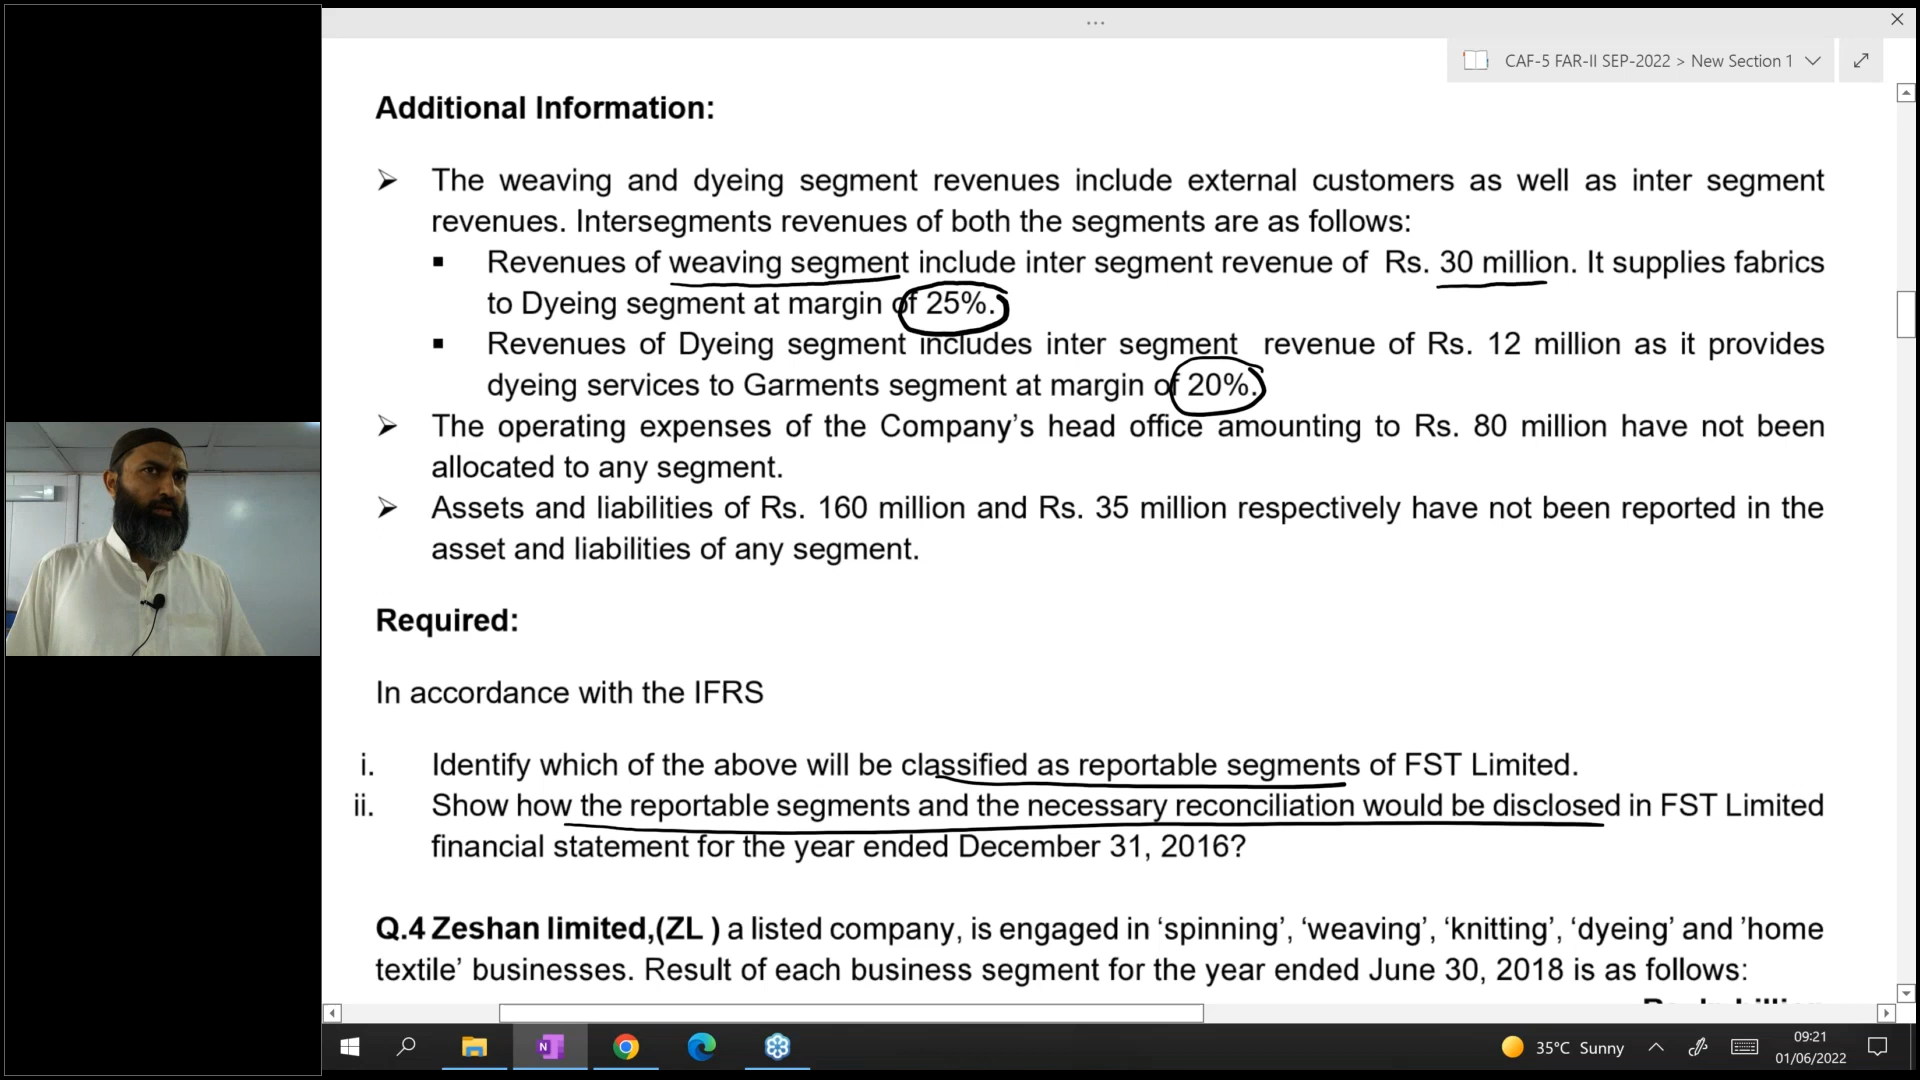 CAF-5 FAR-II SEP-2022 > New Section 1
Additional Information:
The weaving and dyeing segment revenues include external customers as well as inter segment
revenues. Intersegments revenues of both the segments are as follows:
Revenues of weaving segment include inter segment revenue of Rs. 30 million. It supplies fabrics
to Dyeing segment at margin of 25%.
Revenues of Dyeing segment includes inter segment revenue of Rs. 12 million as it provides
dyeing services to Garments segment at margin of 20%.
The operating expenses of the Company’s head office amounting to Rs. 80 million have not been
allocated to any segment.
Assets and liabilities of Rs. 160 million and Rs. 35 million respectively have not been reported in the
asset and liabilities of any segment.
Required:
In accordance with the IFRS
i. Identify which of the above will be classified as reportable segments of FST Limited.
ii. Show how the reportable segments and the necessary reconciliation would be disclosed in FST Limited
financial statement for the year ended December 31, 2016?
Q.4 Zeshan limited,(ZL ) a listed company, is engaged in ‘spinning’, ‘weaving’, ‘knitting’, ‘dyeing’ and ’home
textile’ businesses. Result of each business segment for the year ended June 30, 2018 is as follows:
35°C Sunny
09:21
01/06/2022